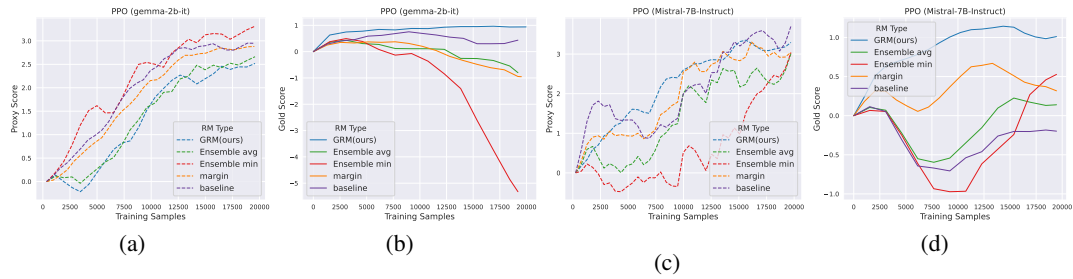 PPO (gemma-2b-it)
Proxy Score
3.5
3.0
2.5
2.0
1.5
1.0
0.5
0.0
RM Type
GRM(ours)
Ensemble avg
Ensemble min
margin
baseline
2500 5000 7500 10000 12500 15000 17500 20000
Training Samples
(a)
PPO (gemma-2b-it)
Gold Score
1
0
−1
−2
−3
−4
−5
RM Type
GRM(ours)
Ensemble avg
Ensemble min
margin
baseline
0 2500 5000 7500 10000 12500 15000 17500 20000
Training Samples
(b)
PPO (Mistral-7B-Instruct)
Proxy Score
3
2
1
0
RM Type
GRM(ours)
Ensemble avg
Ensemble min
margin
baseline
2500 5000 7500 10000 12500 15000 17500 20000
Training Samples
(c)
PPO (Mistral-7B-Instruct)
Gold Score
1.0
0.5
0.0
−0.5
−1.0
RM Type
GRM(ours)
Ensemble avg
Ensemble min
margin
baseline
0 2500 5000 7500 10000 12500 15000 17500 20000
Training Samples
(d)